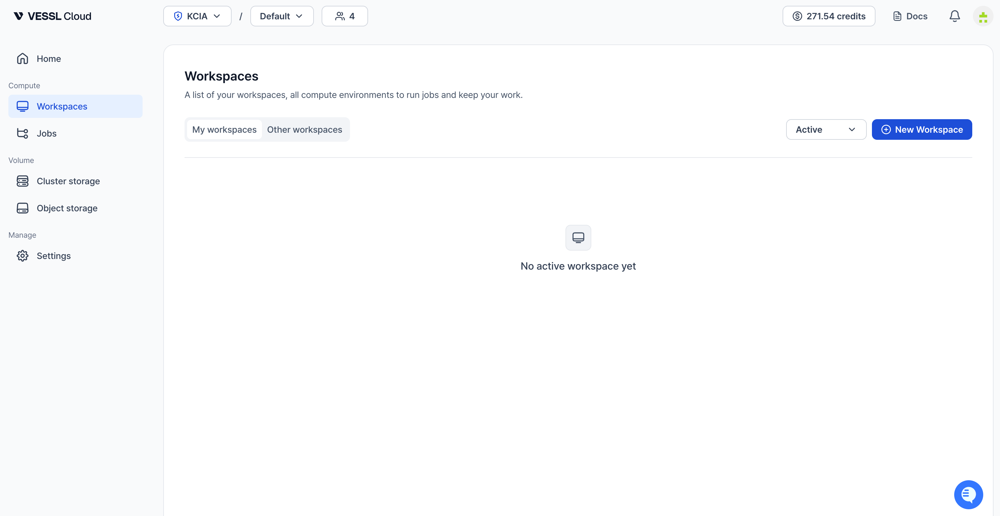 VESSL Cloud
KCIA / Default 4
271.54 credits
Docs
Home
Compute
Workspaces
Jobs
Volume
Cluster storage
Object storage
Manage
Settings
Workspaces
A list of your workspaces, all compute environments to run jobs and keep your work.
My workspaces Other workspaces
Active
New Workspace
No active workspace yet